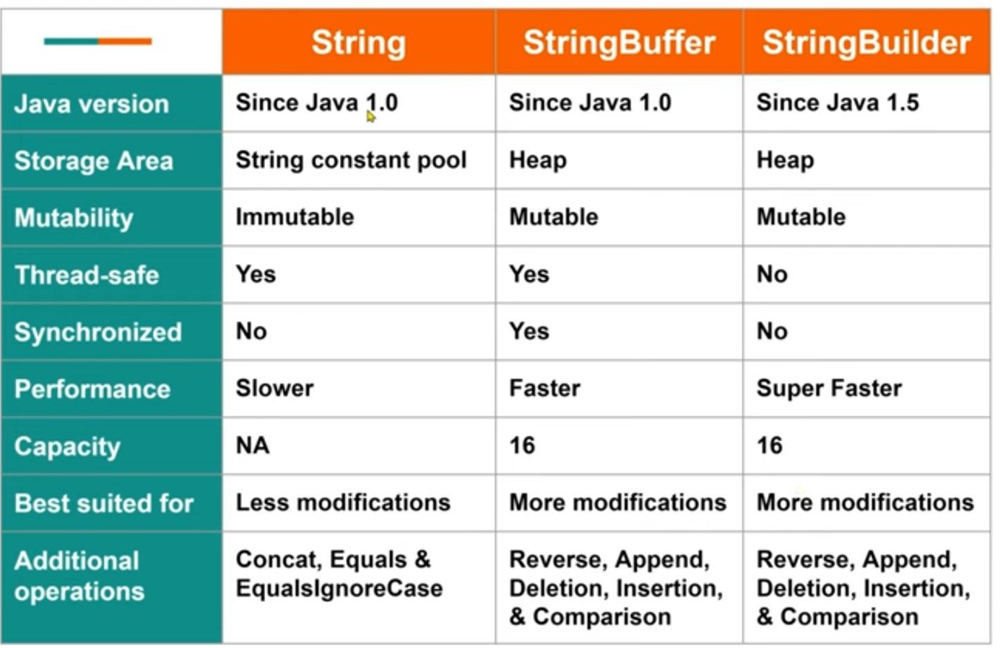 String StringBuffer StringBuilder
Java version Since Java 1.0 Since Java 1.0 Since Java 1.5
Storage Area String constant pool Heap Heap
Mutability Immutable Mutable Mutable
Thread-safe Yes Yes No
Synchronized No Yes No
Performance Slower Faster Super Faster
Capacity NA 16 16
Best suited for Less modifications More modifications More modifications
Additional Concat, Equals & Reverse, Append, Reverse, Append,
operations EqualsIgnoreCase Deletion, Insertion, Deletion, Insertion,
& Comparison & Comparison